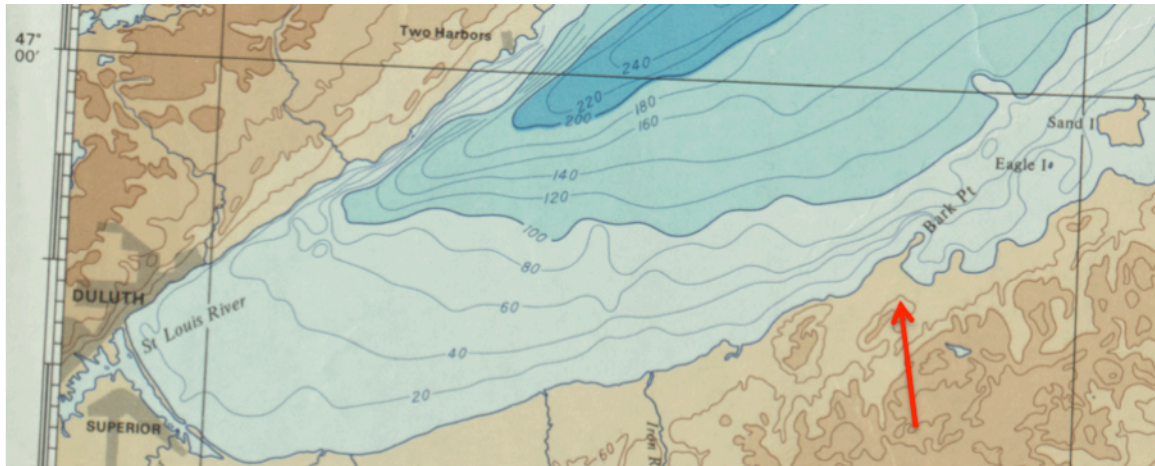 47°
00'
Two Harbors
240
220
200
180
160
140
120
100
80
60
40
20
Sand I
Eagle I
Bark Pt
DULUTH
St Louis River
SUPERIOR
Iron R
60